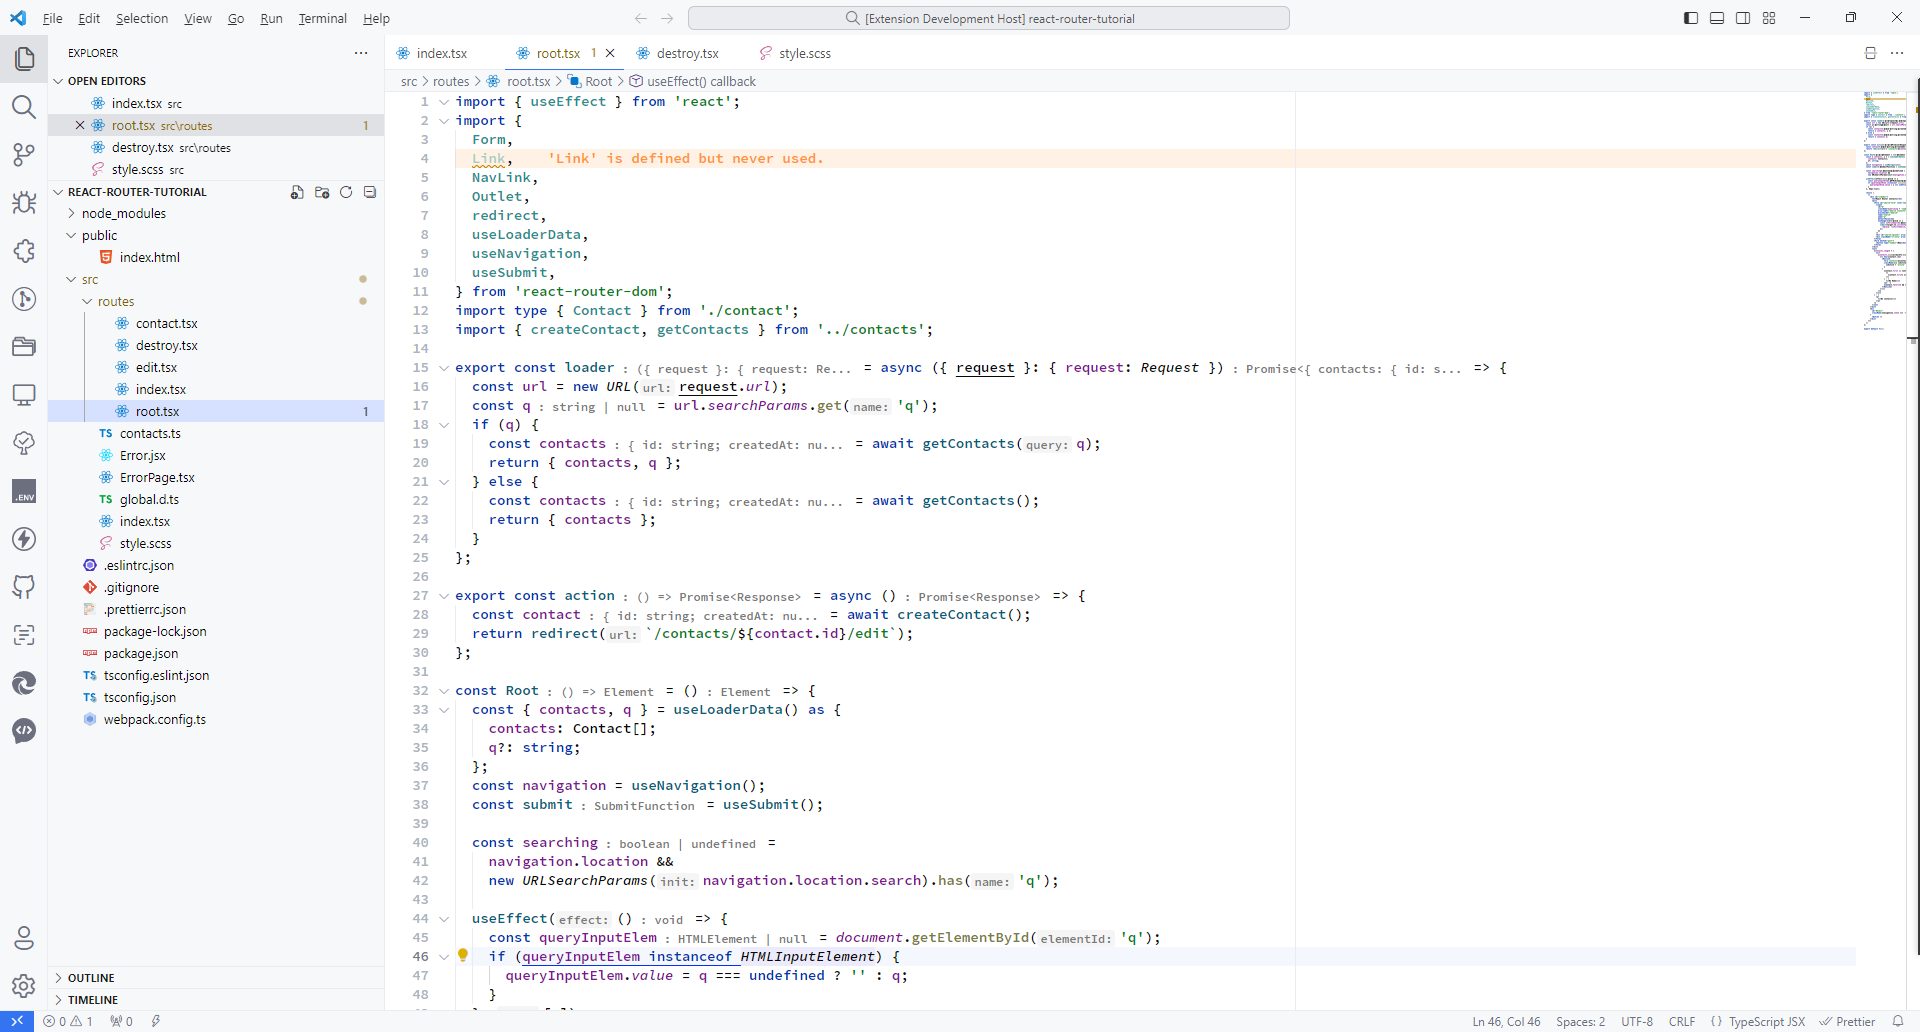 File Edit Selection View Go Run Terminal Help
[Extension Development Host] react-router-tutorial
EXPLORER
OPEN EDITORS
index.tsx src
root.tsx src\routes 1
destroy.tsx src\routes
style.scss src
REACT-ROUTER-TUTORIAL
node_modules
public
index.html
src
routes
contact.tsx
destroy.tsx
edit.tsx
index.tsx
root.tsx 1
contacts.ts
Error.jsx
ErrorPage.tsx
global.d.ts
index.tsx
style.scss
.eslintrc.json
.gitignore
.prettierrc.json
package-lock.json
package.json
tsconfig.eslint.json
tsconfig.json
webpack.config.ts
OUTLINE
TIMELINE
index.tsx root.tsx 1 destroy.tsx style.scss
src > routes > root.tsx > Root > useEffect() callback
1 import { useEffect } from 'react';
2 import {
3 Form,
4 Link, 'Link' is defined but never used.
5 NavLink,
6 Outlet,
7 redirect,
8 useLoaderData,
9 useNavigation,
10 useSubmit,
11 } from 'react-router-dom';
12 import type { Contact } from './contact';
13 import { createContact, getContacts } from '../contacts';
14
15 export const loader : ({ request }: { request: Re... = async ({ request }: { request: Request }) : Promise<{ contacts: { id: s... => {
16 const url = new URL( url: request.url);
17 const q : string | null = url.searchParams.get( name: 'q');
18 if (q) {
19 const contacts : { id: string; createdAt: nu... = await getContacts( query: q);
20 return { contacts, q };
21 } else {
22 const contacts : { id: string; createdAt: nu... = await getContacts();
23 return { contacts };
24 }
25 };
26
27 export const action : () => Promise<Response> = async () : Promise<Response> => {
28 const contact : { id: string; createdAt: nu... = await createContact();
29 return redirect( url: `/contacts/${contact.id}/edit`);
30 };
31
32 const Root : () => Element = () : Element => {
33 const { contacts, q } = useLoaderData() as {
34 contacts: Contact[];
35 q?: string;
36 };
37 const navigation = useNavigation();
38 const submit : SubmitFunction = useSubmit();
39
40 const searching : boolean | undefined =
41 navigation.location &&
42 new URLSearchParams( init: navigation.location.search).has( name: 'q');
43
44 useEffect( effect: () : void => {
45 const queryInputElem : HTMLElement | null = document.getElementById( elementId: 'q');
46 if (queryInputElem instanceof HTMLInputElement) {
47 queryInputElem.value = q === undefined ? '' : q;
48 }
.ENV
0 1 0
Ln 46, Col 46 Spaces: 2 UTF-8 CRLF {} TypeScript JSX Prettier